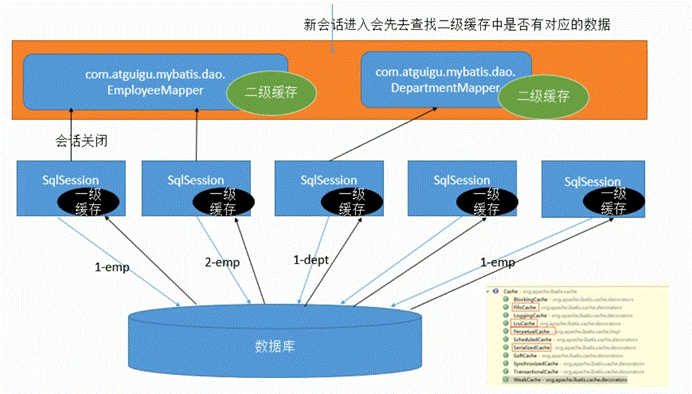 新会话进入会先去查找二级缓存中是否有对应的数据
com.atguigu.mybatis.dao.
EmployeeMapper
二级缓存
com.atguigu.mybatis.dao.
DepartmentMapper
二级缓存
会话关闭
SqlSession
一级
缓存
SqlSession
一级
缓存
SqlSession
一级
缓存
SqlSession
一级
缓存
SqlSession
一级
缓存
1-emp
2-emp
1-dept
1-emp
数据库
Cache - org.apache.ibatis.cache
BlockingCache - org.apache.ibatis.cache.decorators
FifoCache - org.apache.ibatis.cache.decorators
LoggingCache - org.apache.ibatis.cache.decorators
LruCache - org.apache.ibatis.cache.decorators
PerpetualCache - org.apache.ibatis.cache.impl
ScheduledCache - org.apache.ibatis.cache.decorators
SerializedCache - org.apache.ibatis.cache.decorators
SoftCache - org.apache.ibatis.cache.decorators
SynchronizedCache - org.apache.ibatis.cache.decorators
TransactionalCache - org.apache.ibatis.cache.decorators
WeakCache - org.apache.ibatis.cache.decorators